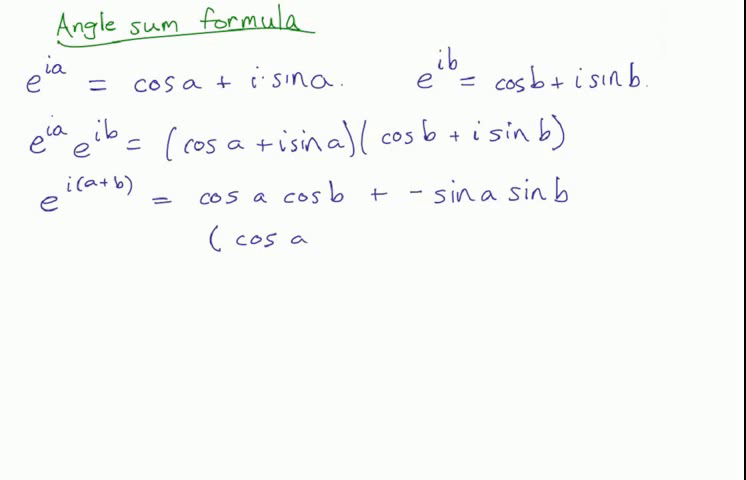 Angle sum formula
e^{ia} = cos a + i·sin a.    e^{ib} = cos b + i sin b.
e^{ia} e^{ib} = (cos a + i sin a)(cos b + i sin b)
e^{i(a+b)} = cos a cos b + - sin a sin b
(cos a